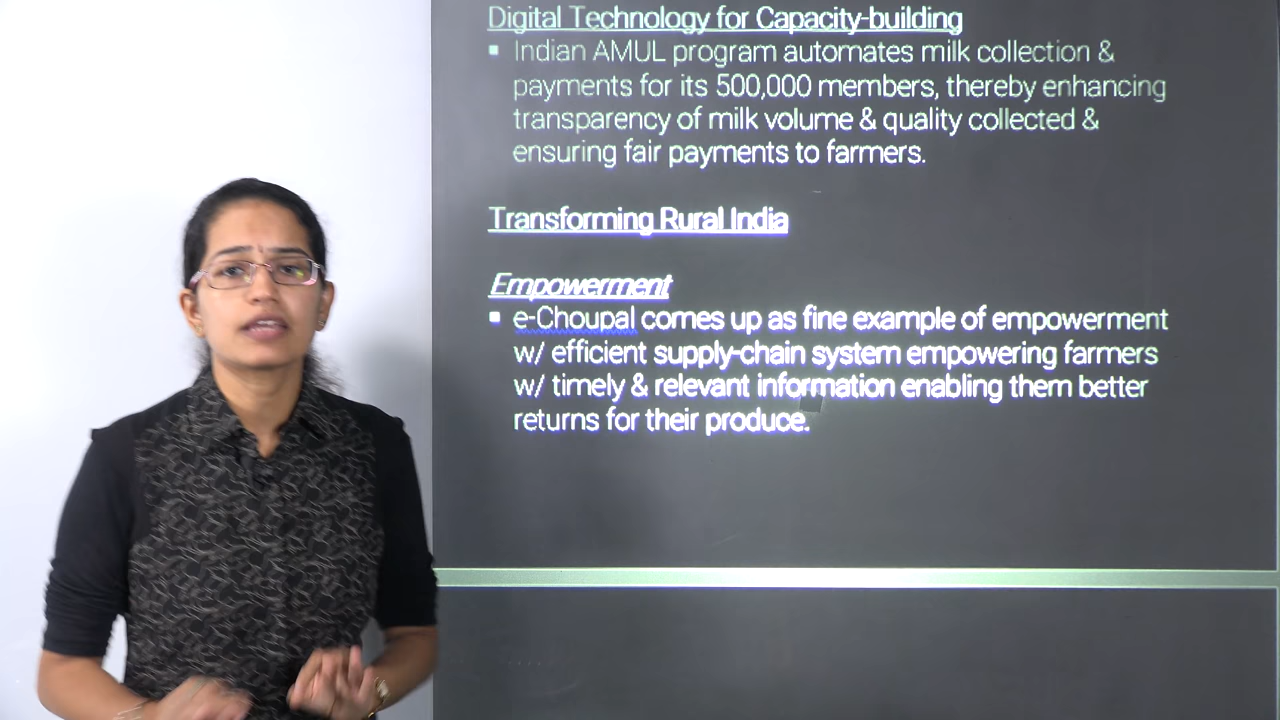 Digital Technology for Capacity-building
▪ Indian AMUL program automates milk collection &
payments for its 500,000 members, thereby enhancing
transparency of milk volume & quality collected &
ensuring fair payments to farmers.
Transforming Rural India
Empowerment
▪ e-Choupal comes up as fine example of empowerment
w/ efficient supply-chain system empowering farmers
w/ timely & relevant information enabling them better
returns for their produce.